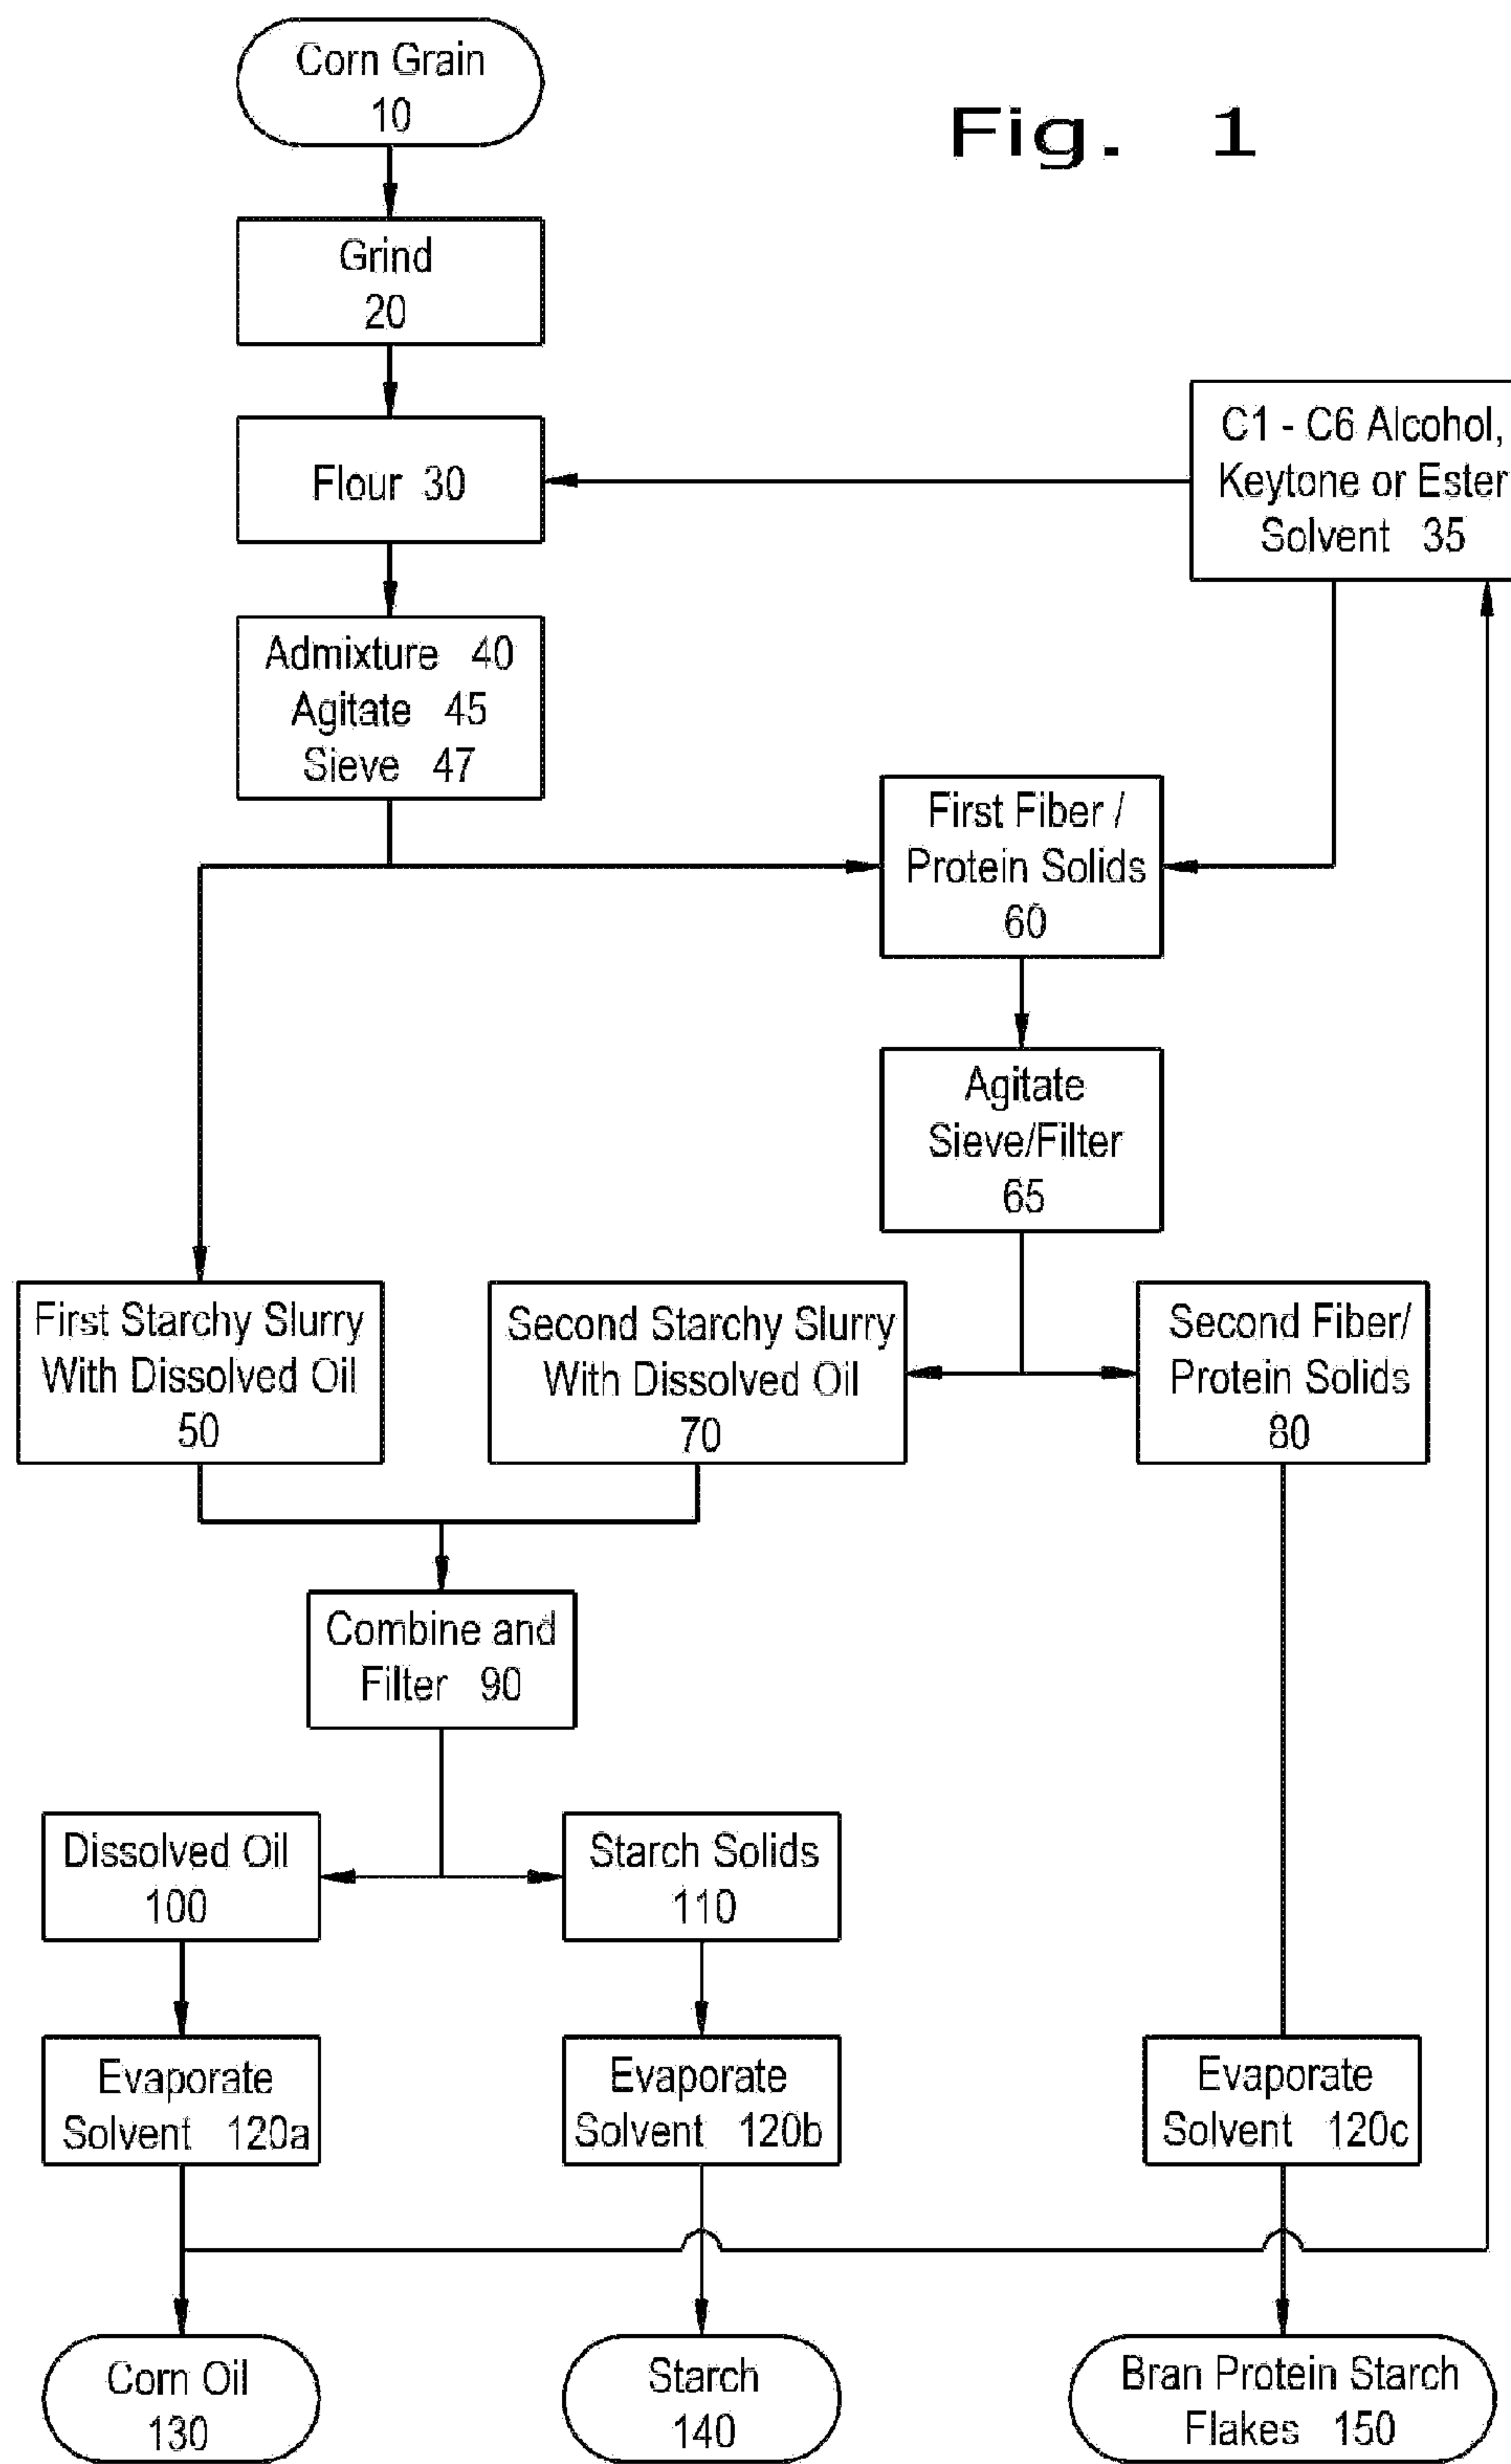 Corn Grain
10
Fig. 1
Grind
20
Flour 30
C1 - C6 Alcohol,
Keytone or Ester
Solvent 35
Admixture 40
Agitate 45
Sieve 47
First Fiber /
Protein Solids
60
Agitate
Sieve/Filter
65
First Starchy Slurry
With Dissolved Oil
50
Second Starchy Slurry
With Dissolved Oil
70
Second Fiber/
Protein Solids
80
Combine and
Filter 90
Dissolved Oil
100
Starch Solids
110
Evaporate
Solvent 120a
Evaporate
Solvent 120b
Evaporate
Solvent 120c
Corn Oil
130
Starch
140
Bran Protein Starch
Flakes 150